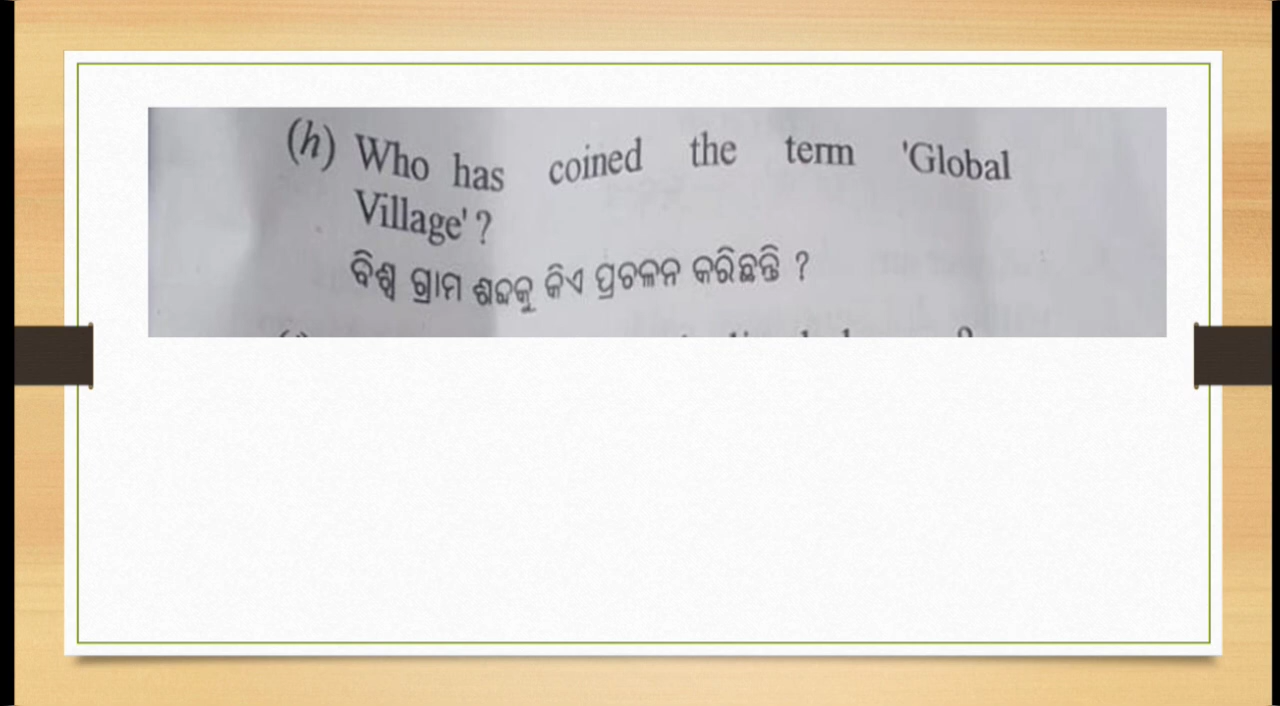 (h) Who has coined the term 'Global
Village' ?
ବିଶ୍ୱ ଗ୍ରାମ ଶବ୍ଦକୁ କିଏ ପ୍ରଚଳନ କରିଛନ୍ତି ?